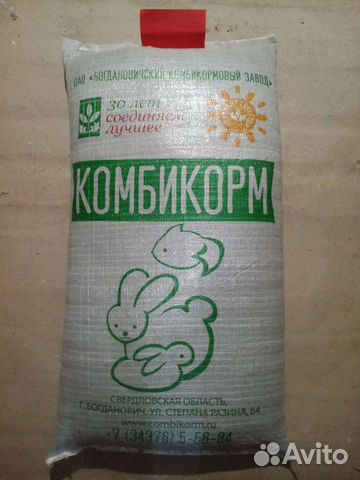 ОАО «БОГДАНОВИЧСКИЙ КОМБИКОРМОВЫЙ ЗАВОД»
30 лет
соединяем
лучшее
КОМБИКОРМ
СВЕРДЛОВСКАЯ ОБЛАСТЬ,
Г. БОГДАНОВИЧ, УЛ. СТЕПАНА РАЗИНА, 64
www.combikorm.ru
+7 (34376) 5-56-84
Avito